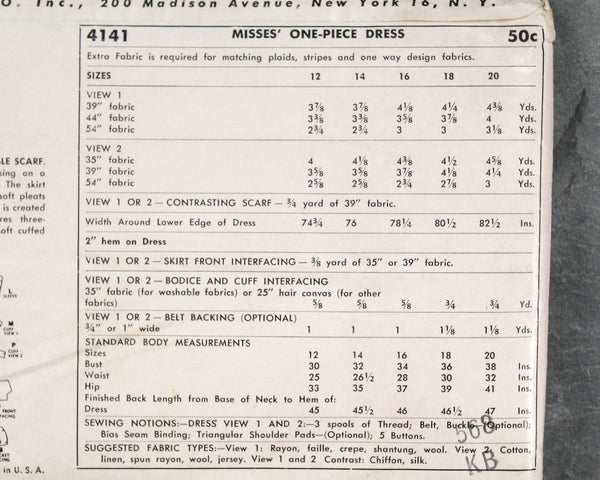 O. Inc., 200 Madison Avenue, New York 16, N. Y.
4141 MISSES' ONE-PIECE DRESS 50c
Extra Fabric is required for matching plaids, stripes and one way design fabrics.
SIZES 12 14 16 18 20
VIEW 1
39" fabric 3⅞ 3⅞ 4⅛ 4¼ 4⅜ Yds.
44" fabric 3⅜ 3⅜ 3⅝ 3⅞ 4 Yds.
54" fabric 2¾ 2¾ 3 3 3⅛ Yds.
VIEW 2
35" fabric 4 4⅛ 4⅜ 4½ 4⅝ Yds.
39" fabric 3⅝ 3⅝ 3⅞ 4⅛ 4¼ Yds.
54" fabric 2⅝ 2⅝ 2¾ 2⅞ 3 Yds.
VIEW 1 OR 2 — CONTRASTING SCARF — ¾ yard of 39" fabric.
Width Around Lower Edge of Dress 74¾ 76 78¼ 80½ 82½ Ins.
2" hem on Dress
VIEW 1 OR 2 — SKIRT FRONT INTERFACING — ⅜ yard of 35" or 39" fabric.
VIEW 1 OR 2 — BODICE AND CUFF INTERFACING
35" fabric (for washable fabrics) or 25" hair canvas (for other
fabrics) ⅝ ⅝ ⅝ ¾ ¾ Yd.
VIEW 1 OR 2 — BELT BACKING (OPTIONAL)
¾" or 1" wide 1 1 1 1⅛ 1⅛ Yds.
STANDARD BODY MEASUREMENTS
Sizes 12 14 16 18 20
Bust 30 32 34 36 38 Ins.
Waist 25 26½ 28 30 32 Ins.
Hip 33 35 37 39 41 Ins.
Finished Back Length from Base of Neck to Hem of:
Dress 45 45½ 46 46½ 47 Ins.
SEWING NOTIONS:—DRESS VIEW 1 AND 2:—3 spools of Thread; Belt, Buckle (Optional);
Bias Seam Binding; Triangular Shoulder Pads—(Optional); 5 Buttons.
SUGGESTED FABRIC TYPES:—View 1: Rayon, faille, crepe, shantung, wool. View 2: Cotton,
linen, spun rayon, wool, jersey. View 1 and 2 Contrast: Chiffon, silk.
568
KB
LE SCARF.
sing on a
The skirt
soft pleats
is created
res three-
oft cuffed
L
SLEEVE
M
CUFF
VIEW 1
P
CUFF
VIEW 2
FRONT
FACING
in U. S. A.